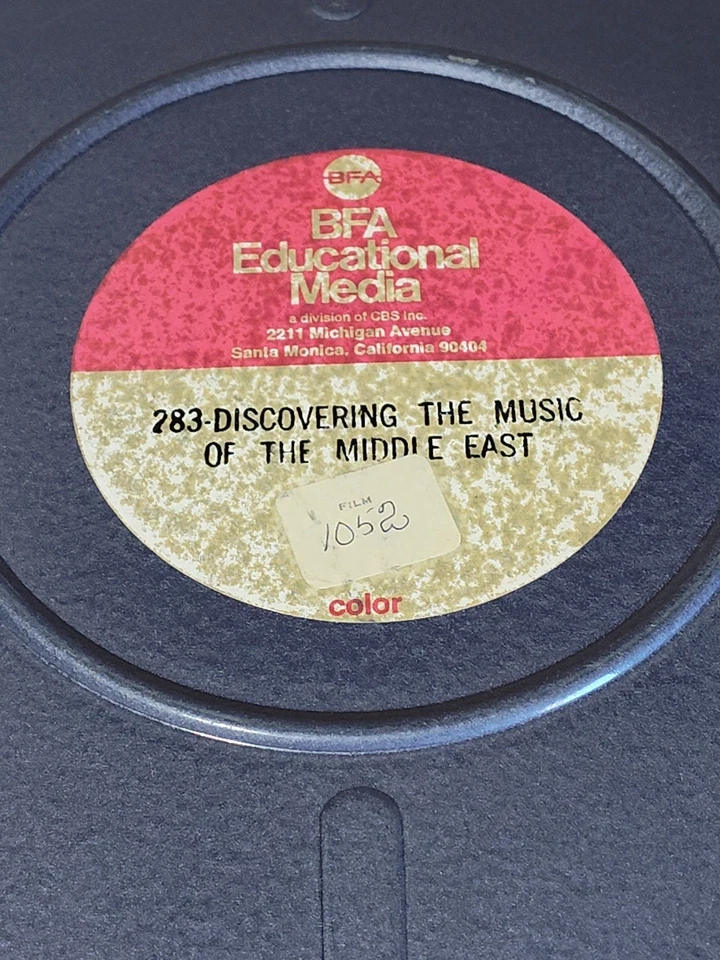 BFA
BFA
Educational
Media
a division of CBS Inc.
2211 Michigan Avenue
Santa Monica, California 90404
283-DISCOVERING THE MUSIC
OF THE MIDDLE EAST
FILM
1052
color